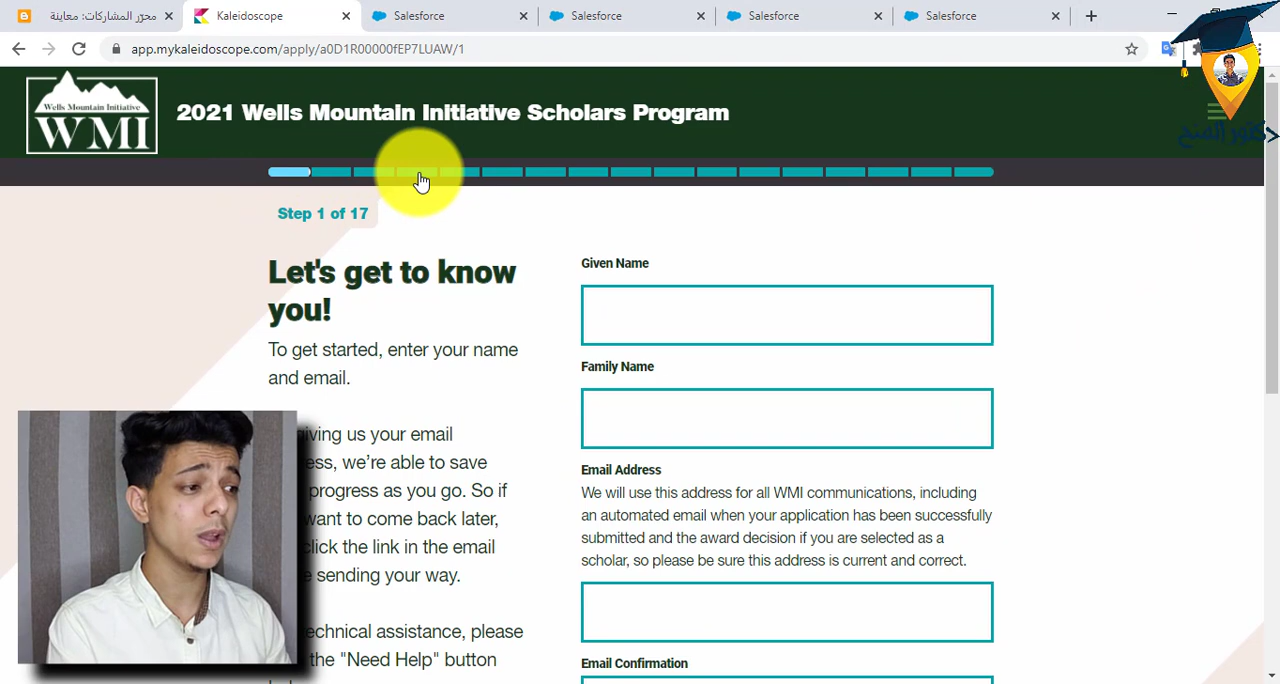 محرّر المشاركات: معاينة
Kaleidoscope
Salesforce
Salesforce
Salesforce
Salesforce
app.mykaleidoscope.com/apply/a0D1R00000fEP7LUAW/1
Wells Mountain Initiative
WMI
2021 Wells Mountain Initiative Scholars Program
Step 1 of 17
Let's get to know
you!
To get started, enter your name
and email.
giving us your email
we're able to save
progress as you go. So if
want to come back later,
click the link in the email
sending your way.
technical assistance, please
the "Need Help" button
Given Name
Family Name
Email Address
We will use this address for all WMI communications, including
an automated email when your application has been successfully
submitted and the award decision if you are selected as a
scholar, so please be sure this address is current and correct.
Email Confirmation